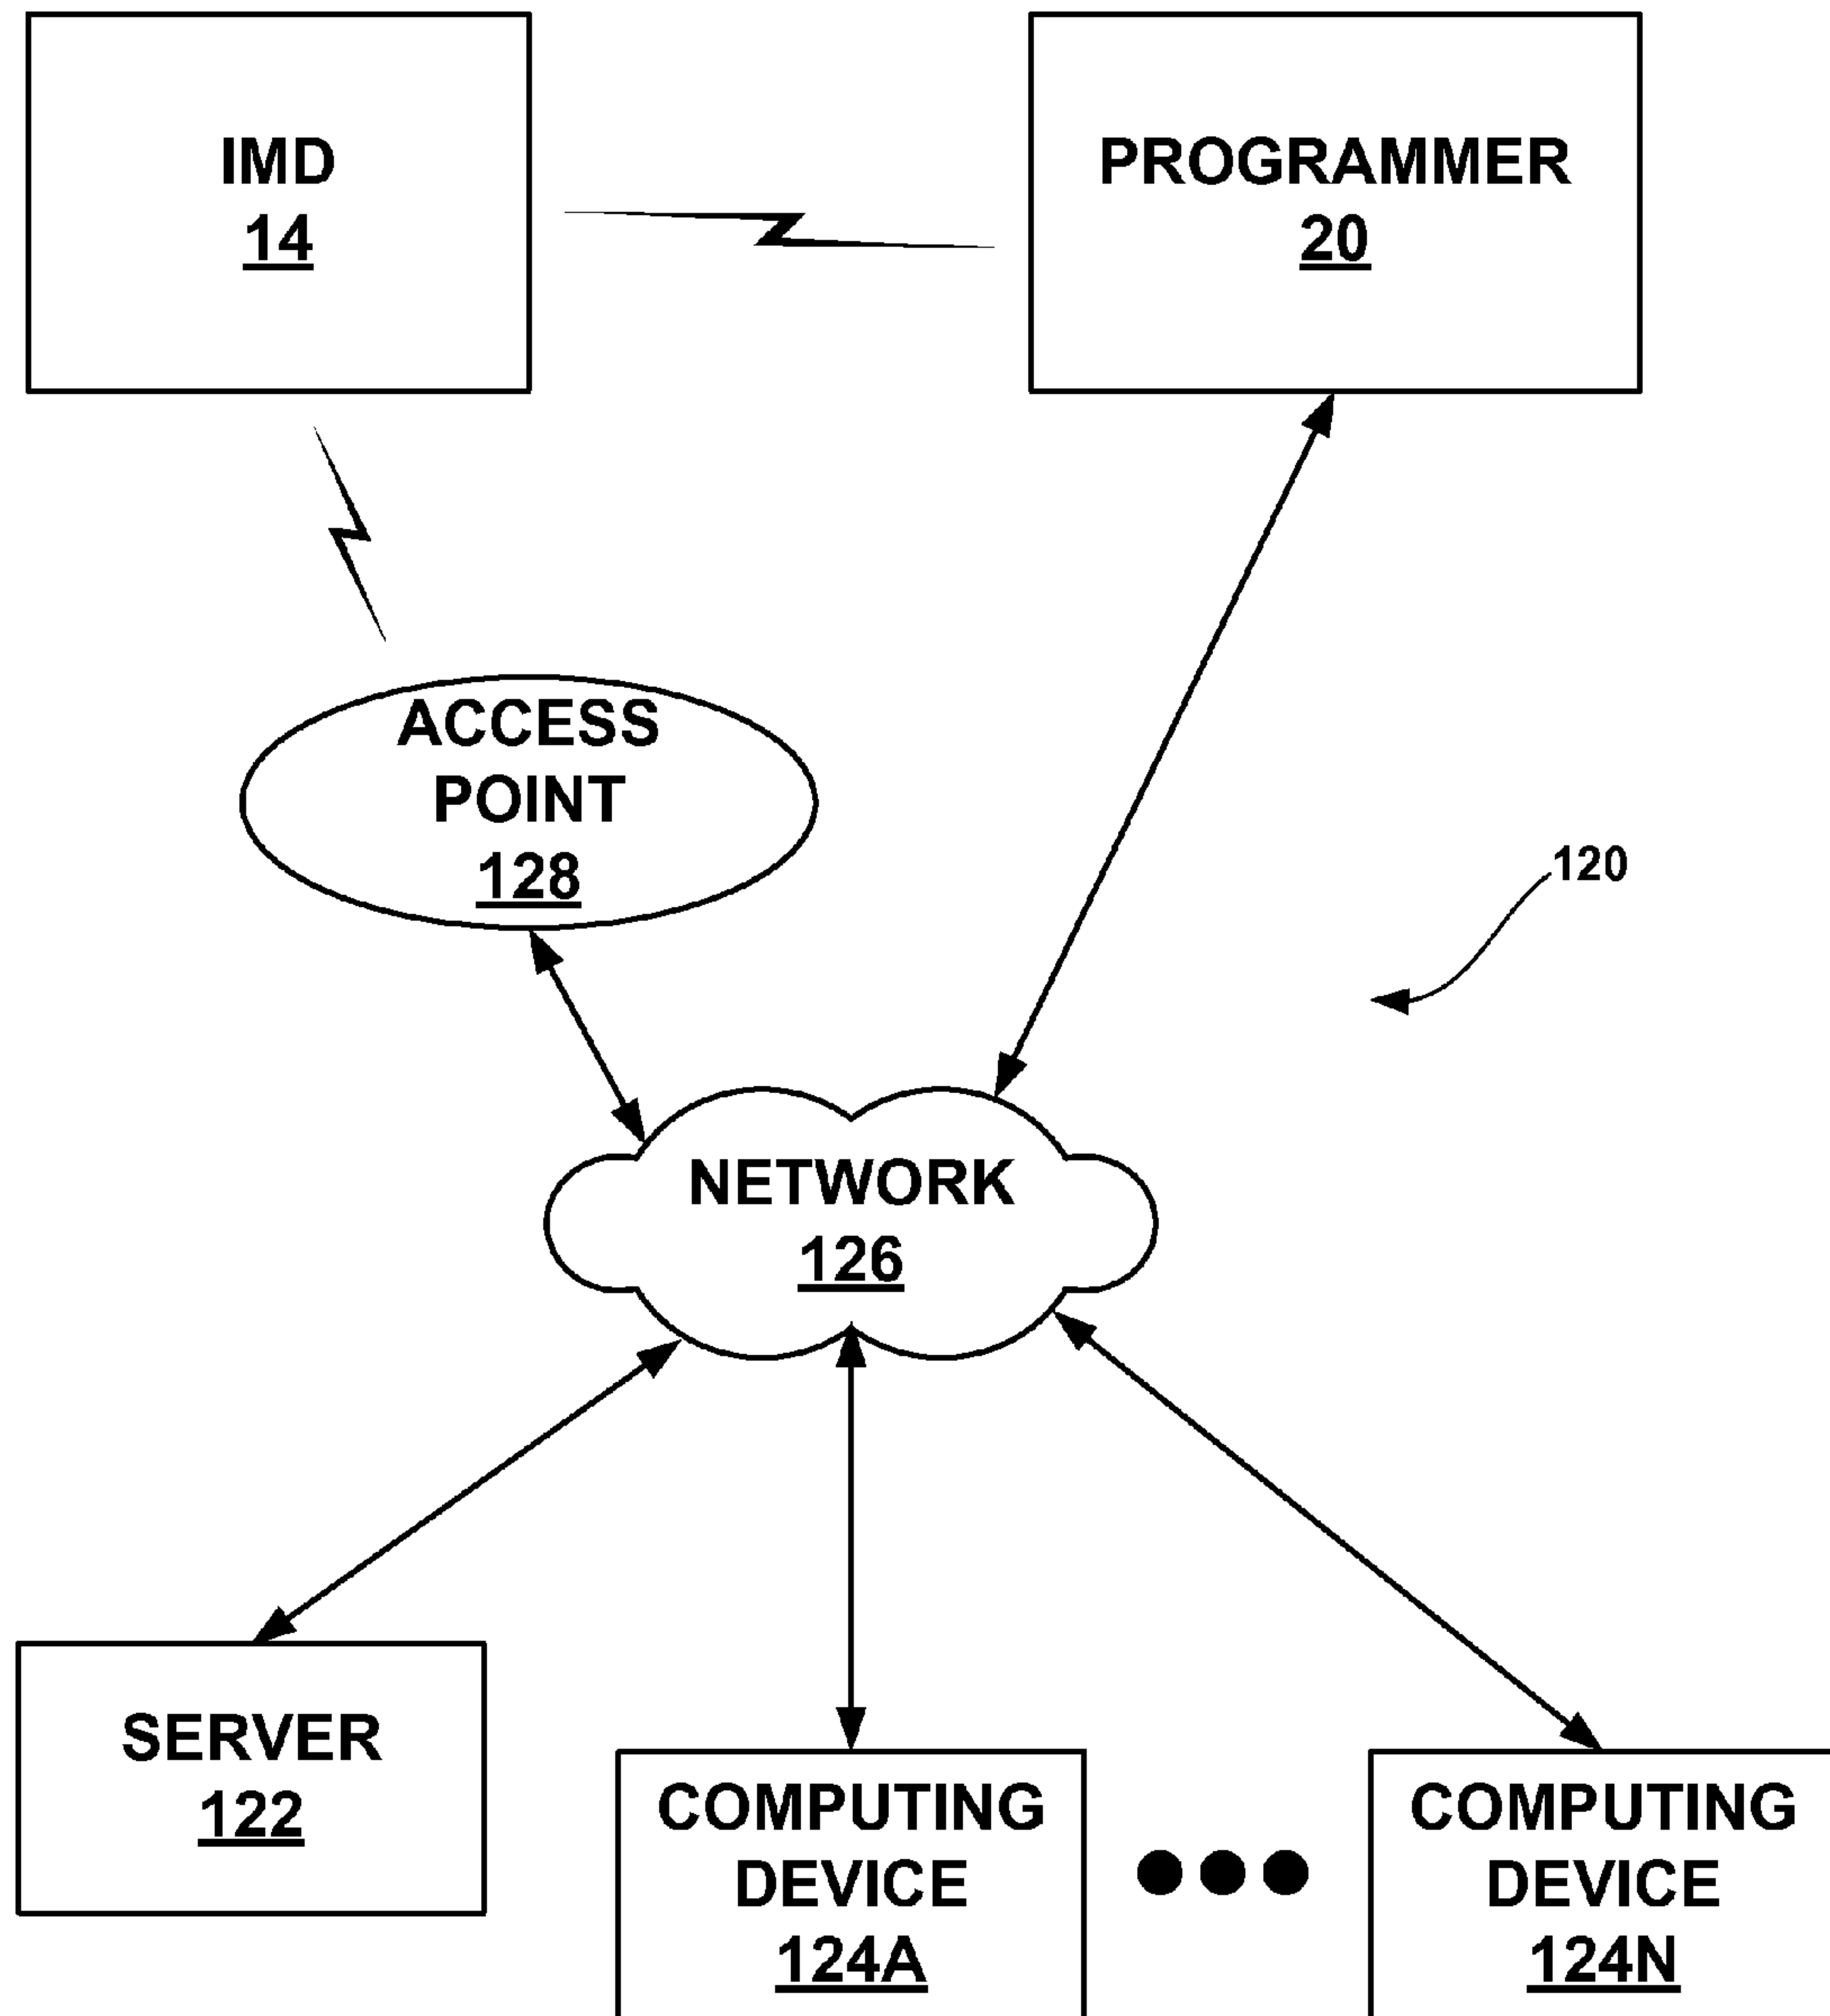 IMD
14
PROGRAMMER
20
ACCESS
POINT
128
120
NETWORK
126
SERVER
122
COMPUTING
DEVICE
124A
COMPUTING
DEVICE
124N